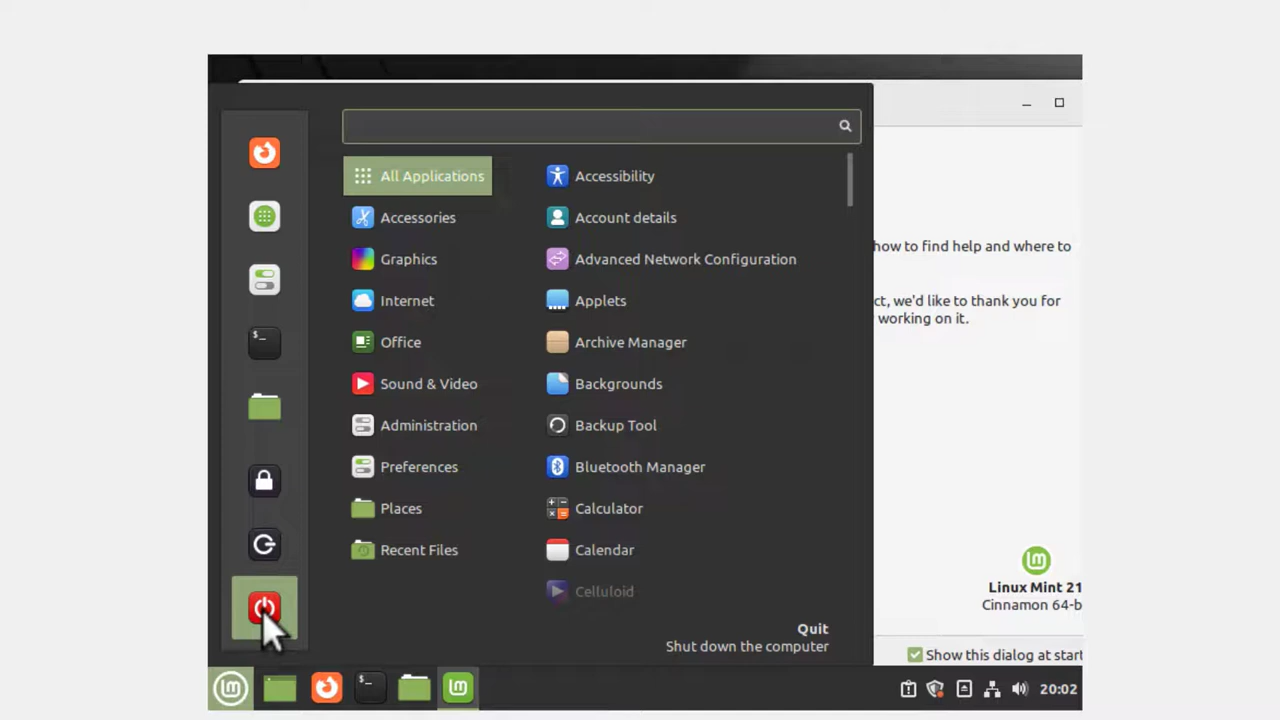 All Applications
Accessories
Graphics
Internet
Office
Sound & Video
Administration
Preferences
Places
Recent Files
Accessibility
Account details
Advanced Network Configuration
Applets
Archive Manager
Backgrounds
Backup Tool
Bluetooth Manager
Calculator
Calendar
Celluloid
Quit
Shut down the computer
how to find help and where to
ct, we'd like to thank you for
working on it.
Linux Mint 21
Cinnamon 64-b
Show this dialog at start
20:02